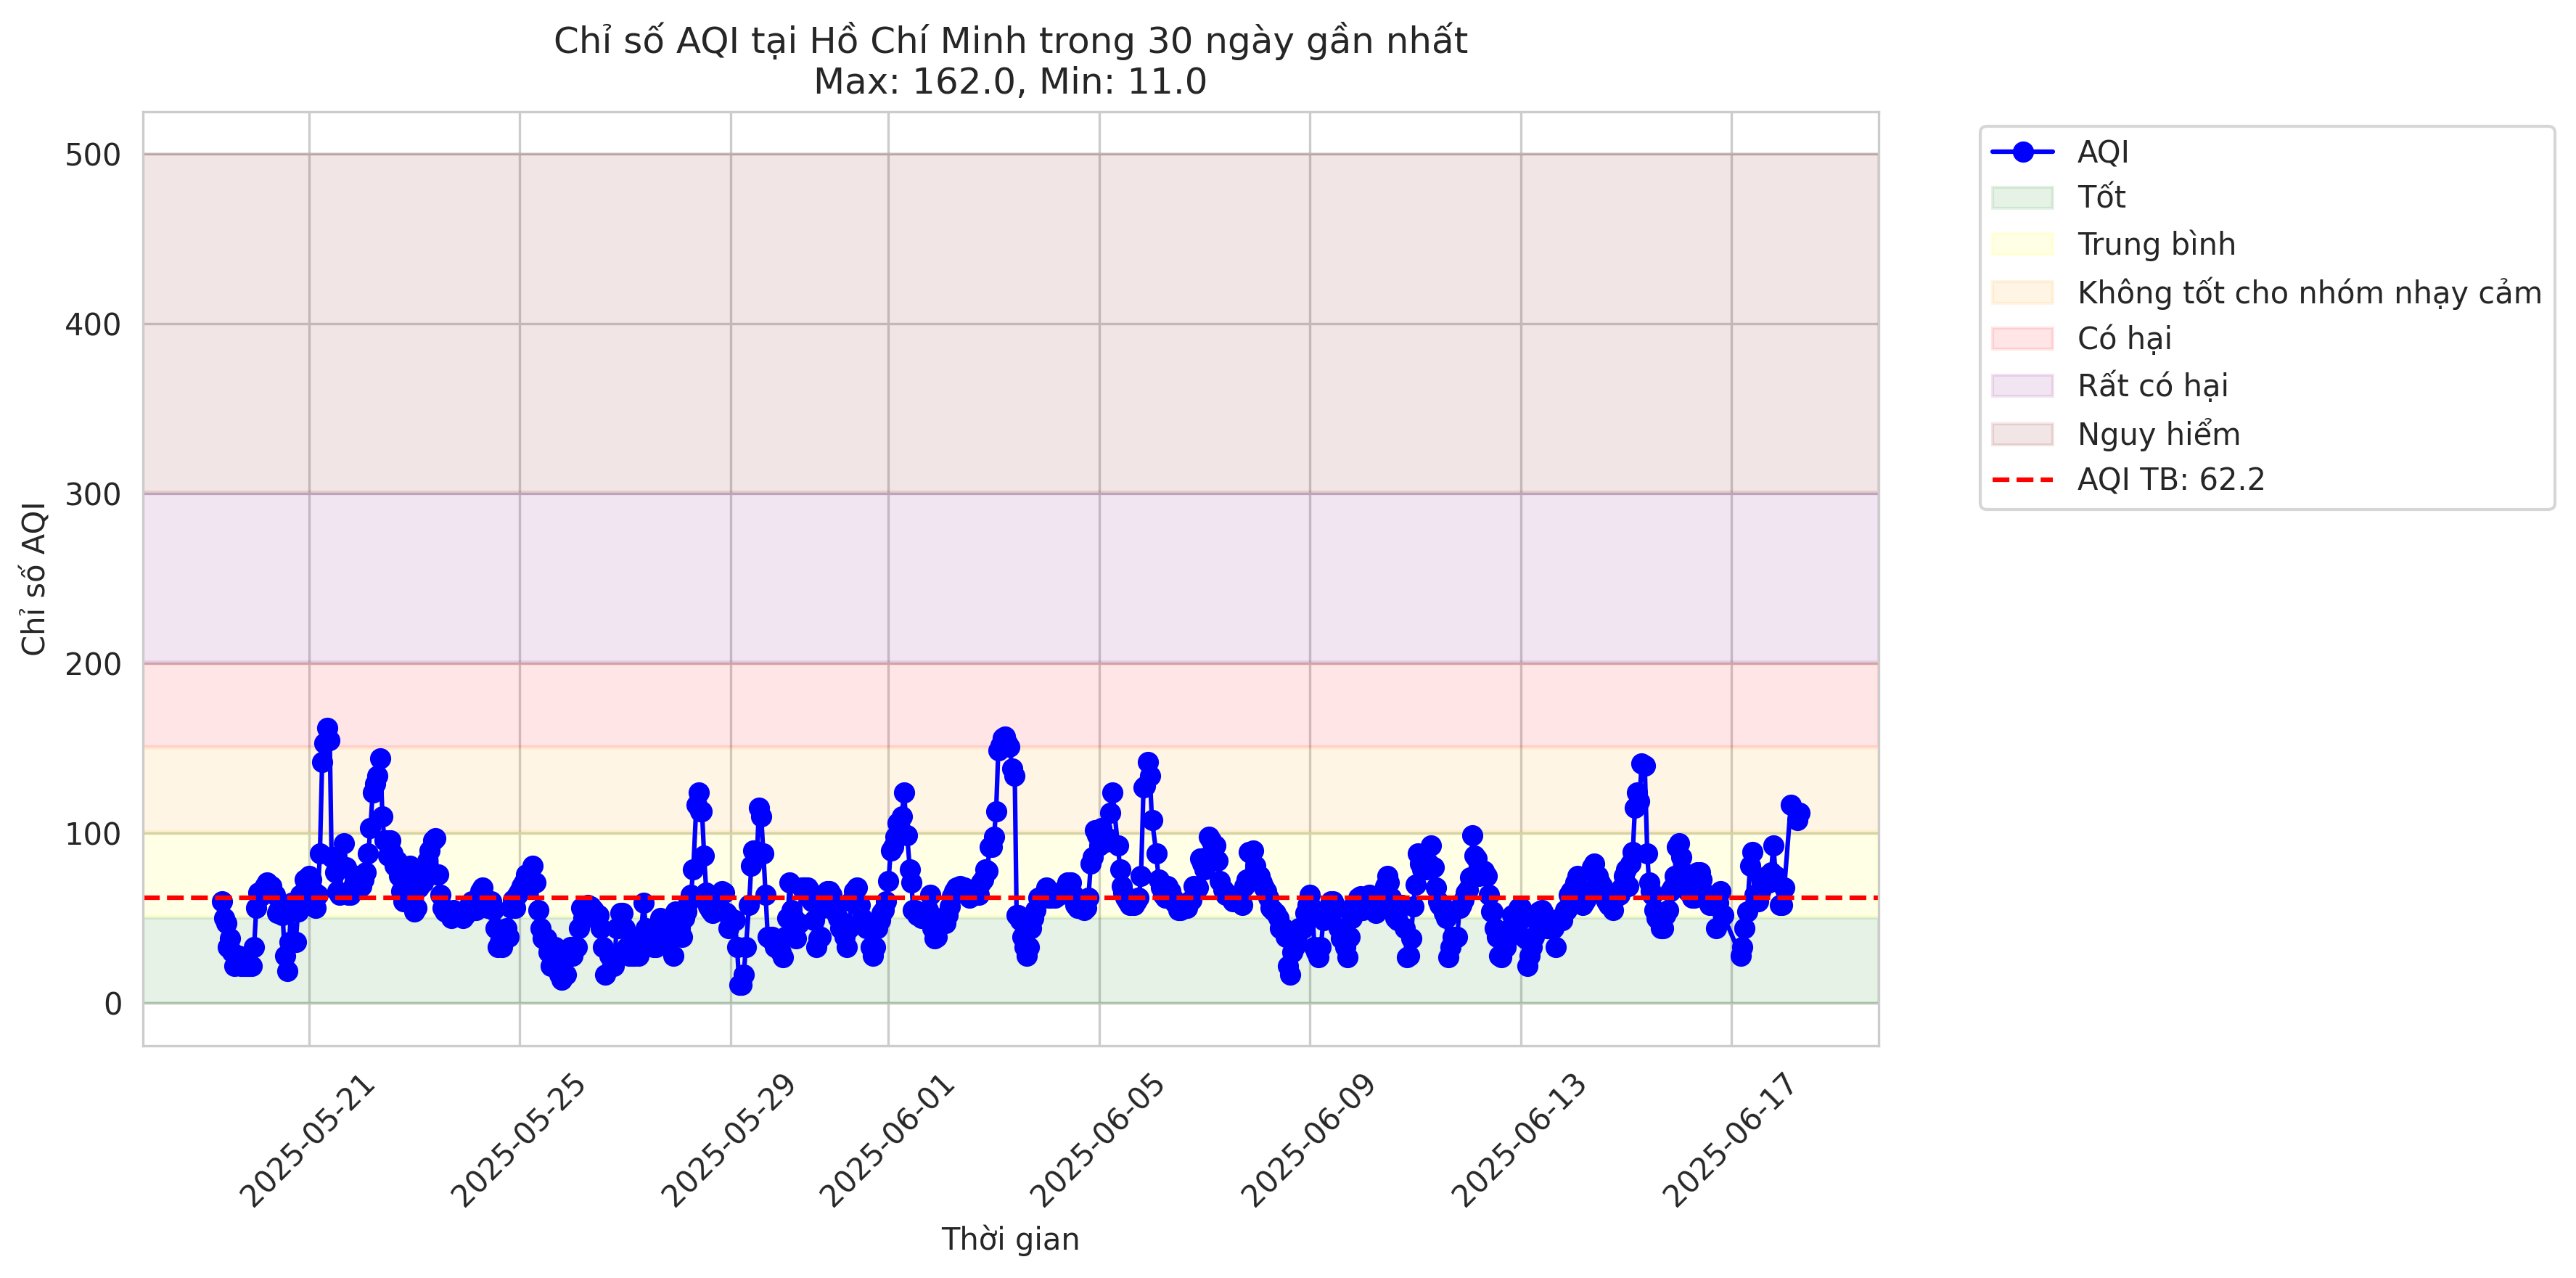 Chỉ số AQI tại Hồ Chí Minh trong 30 ngày gần nhất
Max: 162.0, Min: 11.0
Chỉ số AQI
500
400
300
200
100
0
2025-05-21
2025-05-25
2025-05-29
2025-06-01
2025-06-05
2025-06-09
2025-06-13
2025-06-17
Thời gian
AQI
Tốt
Trung bình
Không tốt cho nhóm nhạy cảm
Có hại
Rất có hại
Nguy hiểm
AQI TB: 62.2